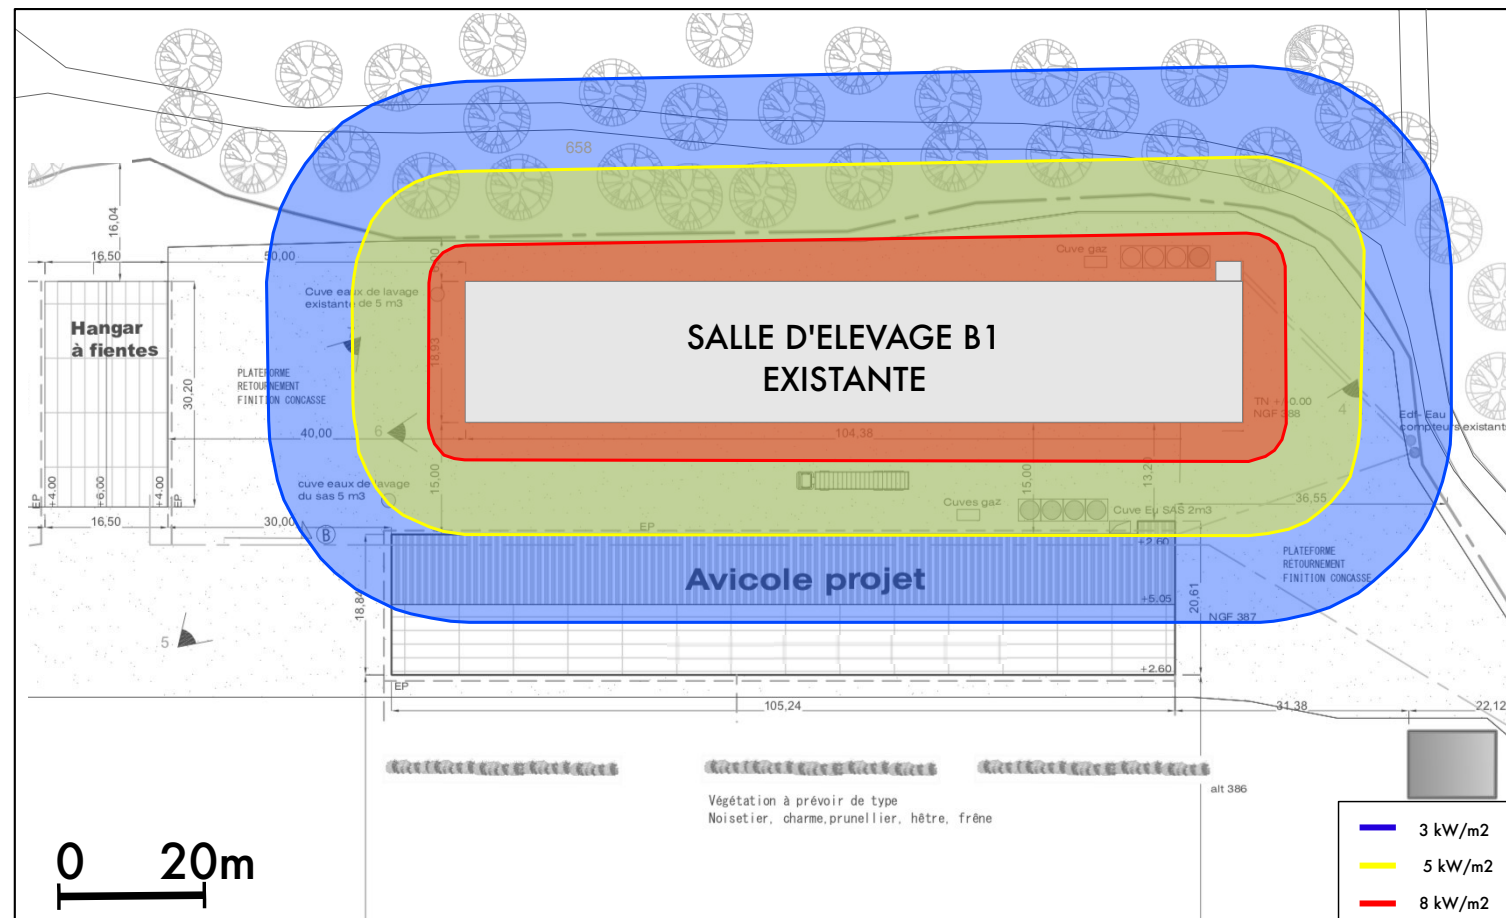 658
16,04
16,50
50,00
Cuve gaz
Cuve eaux de lavage
existante de 5 m3
Hangar
à fientes
SALLE D'ELEVAGE B1
EXISTANTE
18,93
30,20
PLATEFORME
RETOURNEMENT
FINITION CONCASSE
4
TN +/-0.00
NGF 388
Edf- Eau
compteurs existants
40,00
6
104,38
cuve eaux de lavage
du sas 5 m3
15,00
15,00
13,20
+4.00
+6.00
+4.00
EP
EP
Cuves gaz
Cuve Eu SAS 2m3
36,55
16,50
30,00
B
EP
+2.60
PLATEFORME
RETOURNEMENT
FINITION CONCASSE
Avicole projet
18,84
+5.05
20,61
NGF 387
5
+2.60
EP
105,24
31,38
22,12
alt 386
Végétation à prévoir de type
Noisetier, charme,prunellier, hêtre, frêne
0 20m
3 kW/m2
5 kW/m2
8 kW/m2